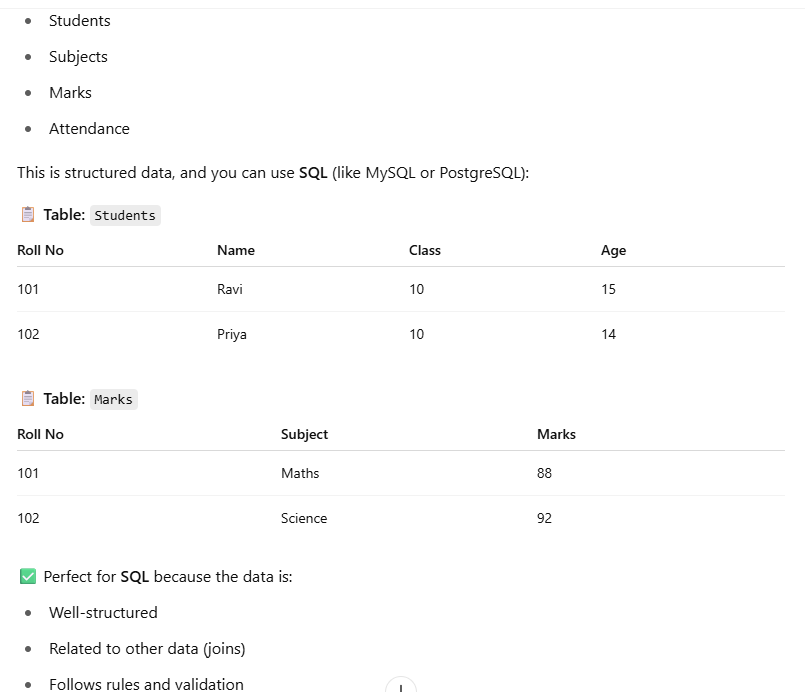 Students
Subjects
Marks
Attendance
This is structured data, and you can use SQL (like MySQL or PostgreSQL):
Table: Students
Roll No Name Class Age
101 Ravi 10 15
102 Priya 10 14
Table: Marks
Roll No Subject Marks
101 Maths 88
102 Science 92
Perfect for SQL because the data is:
Well-structured
Related to other data (joins)
Follows rules and validation